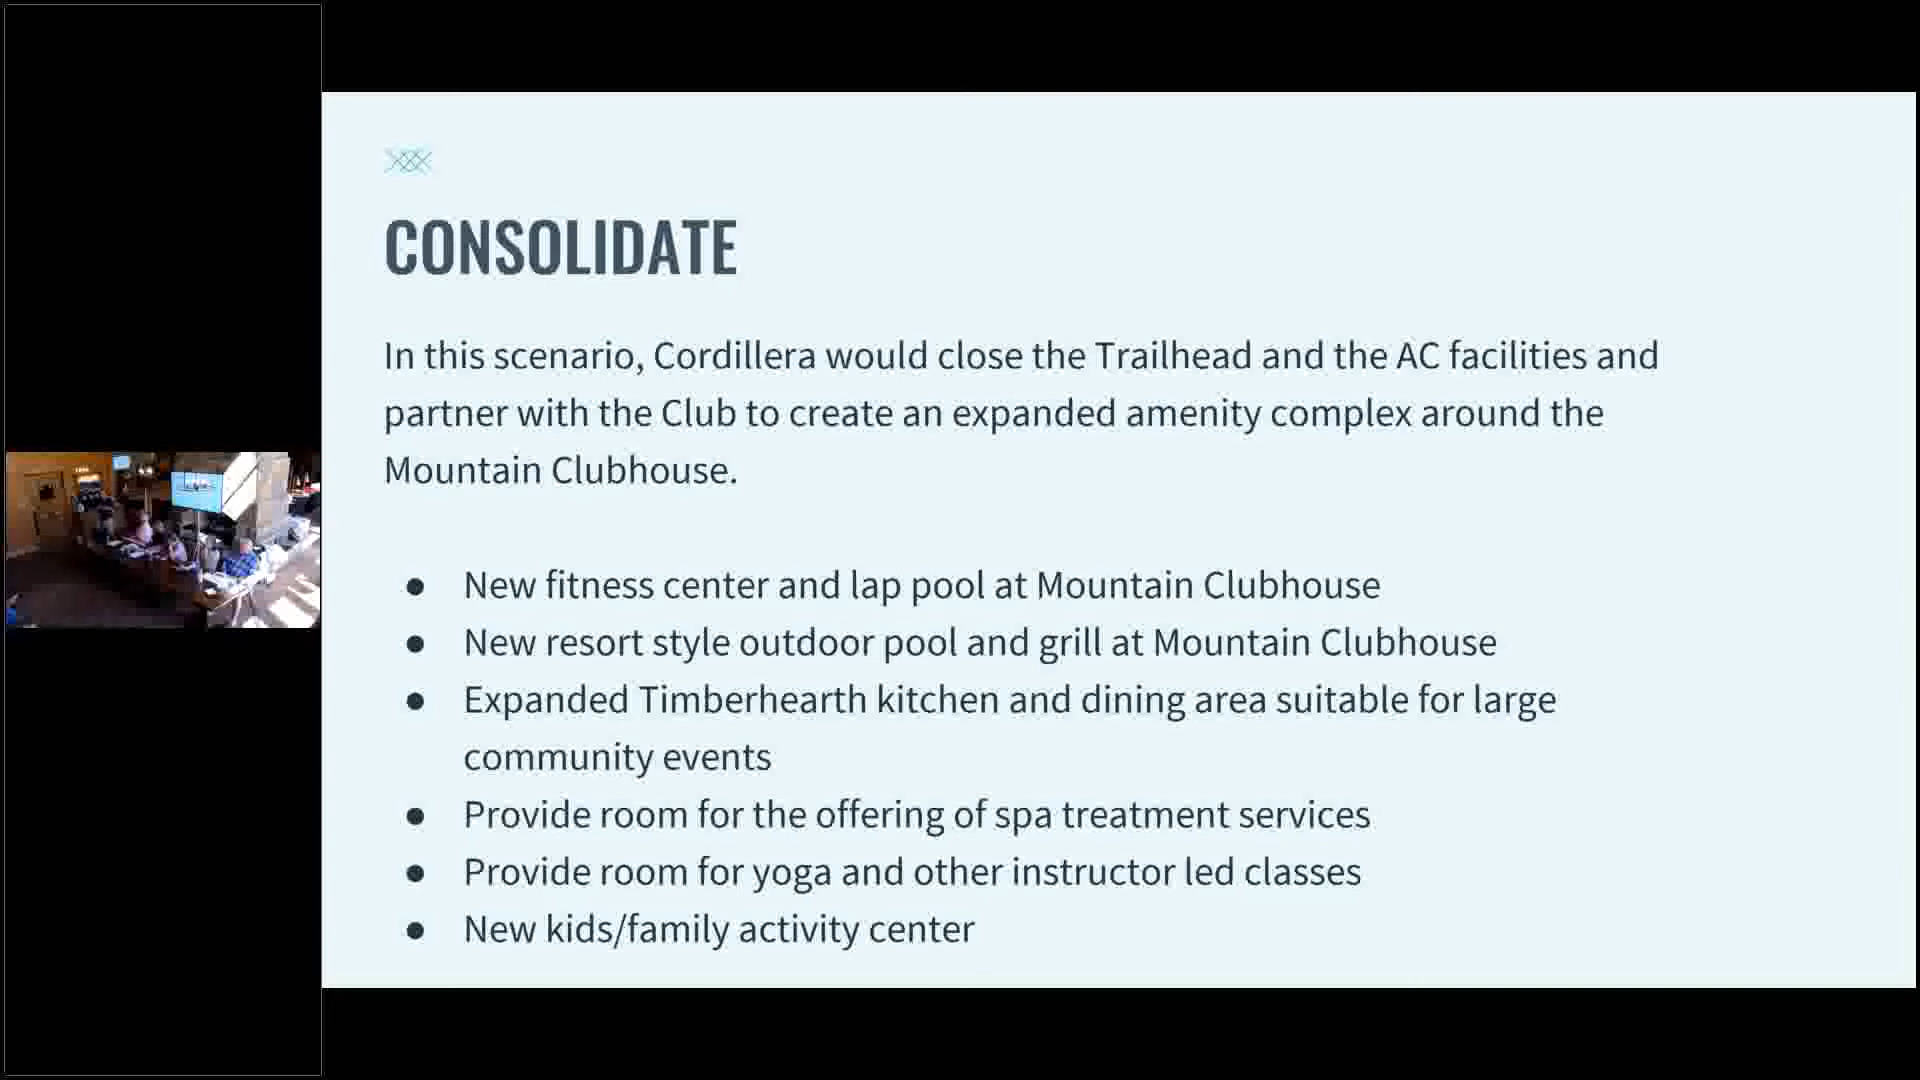 CONSOLIDATE
In this scenario, Cordillera would close the Trailhead and the AC facilities and
partner with the Club to create an expanded amenity complex around the
Mountain Clubhouse.
● New fitness center and lap pool at Mountain Clubhouse
● New resort style outdoor pool and grill at Mountain Clubhouse
● Expanded Timberhearth kitchen and dining area suitable for large
community events
● Provide room for the offering of spa treatment services
● Provide room for yoga and other instructor led classes
● New kids/family activity center